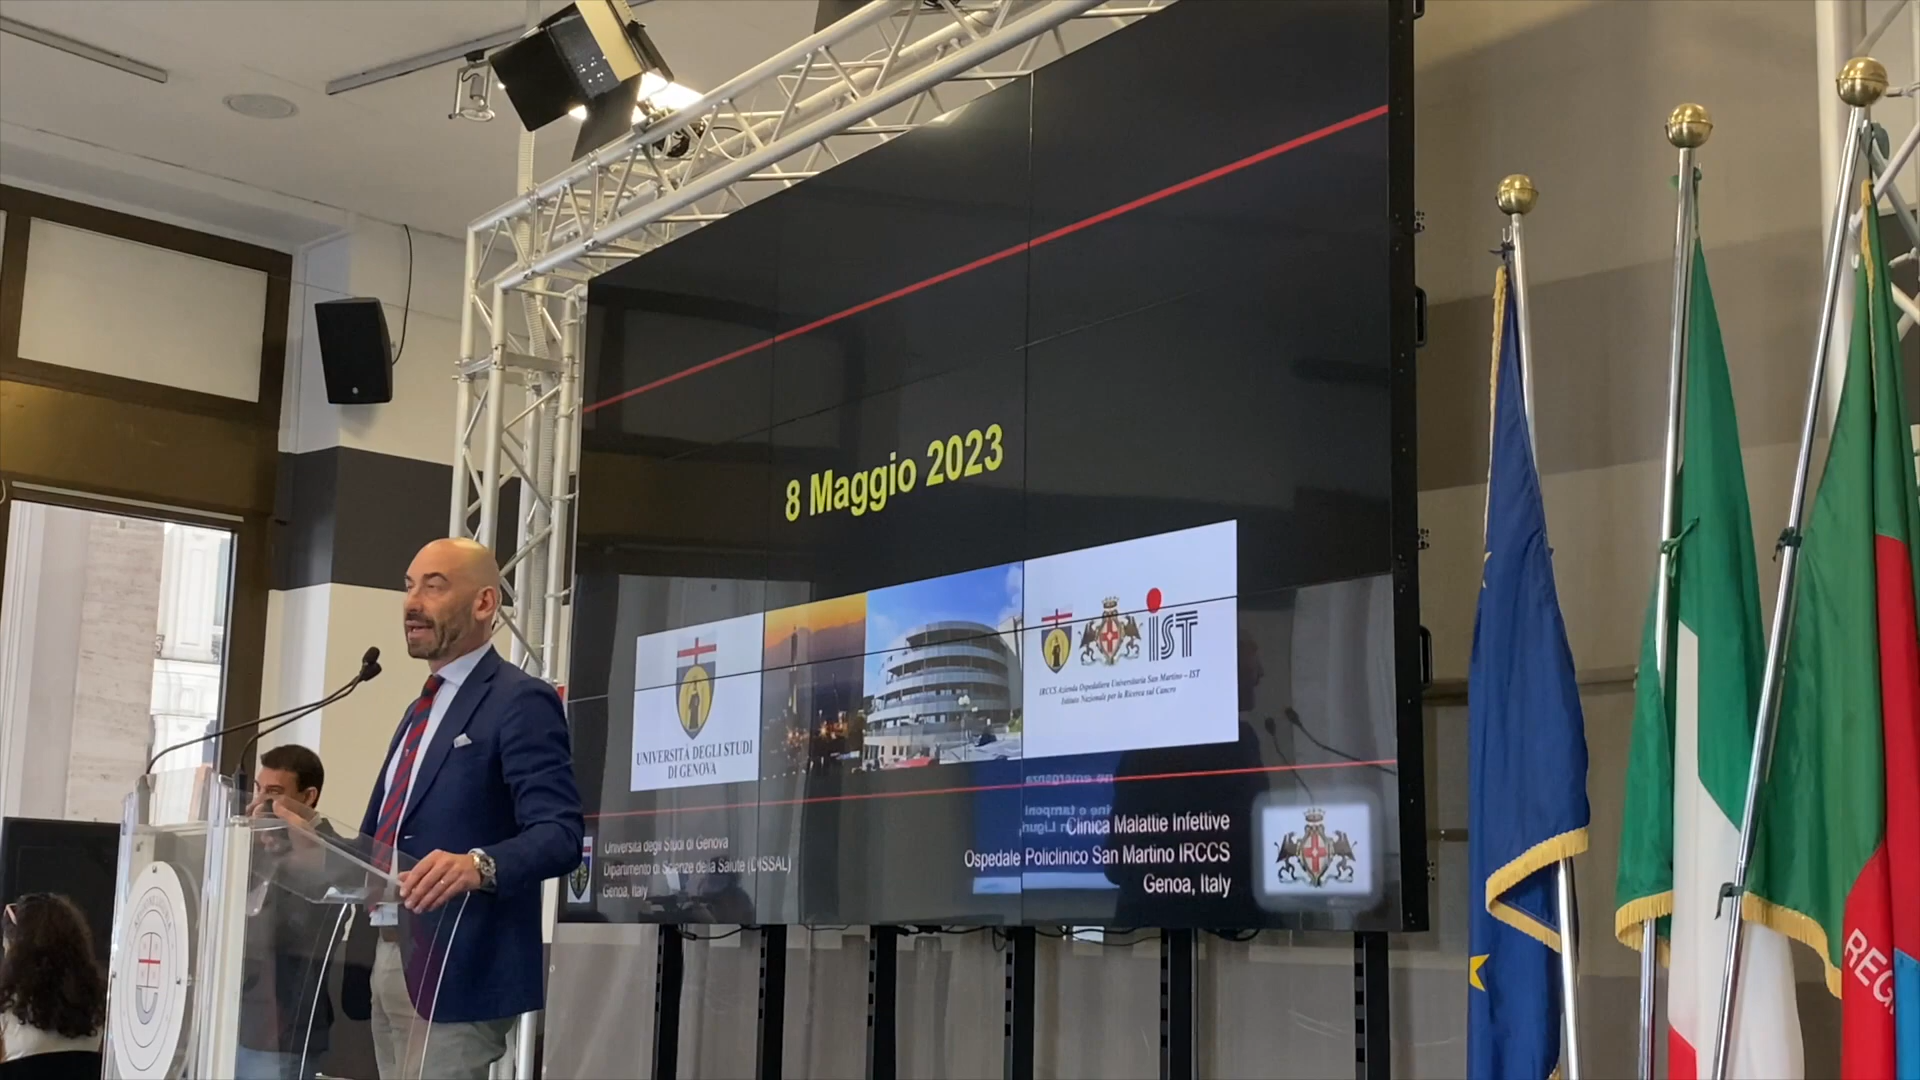 8 Maggio 2023
UNIVERSITÀ DEGLI STUDI
DI GENOVA
IST
IRCCS Azienda Ospedaliera Universitaria San Martino – IST
Istituto Nazionale per la Ricerca sul Cancro
Università degli Studi di Genova
Dipartimento di Scienze della Salute (DISSAL)
Genoa, Italy
Clinica Malattie Infettive
Ospedale Policlinico San Martino IRCCS
Genoa, Italy